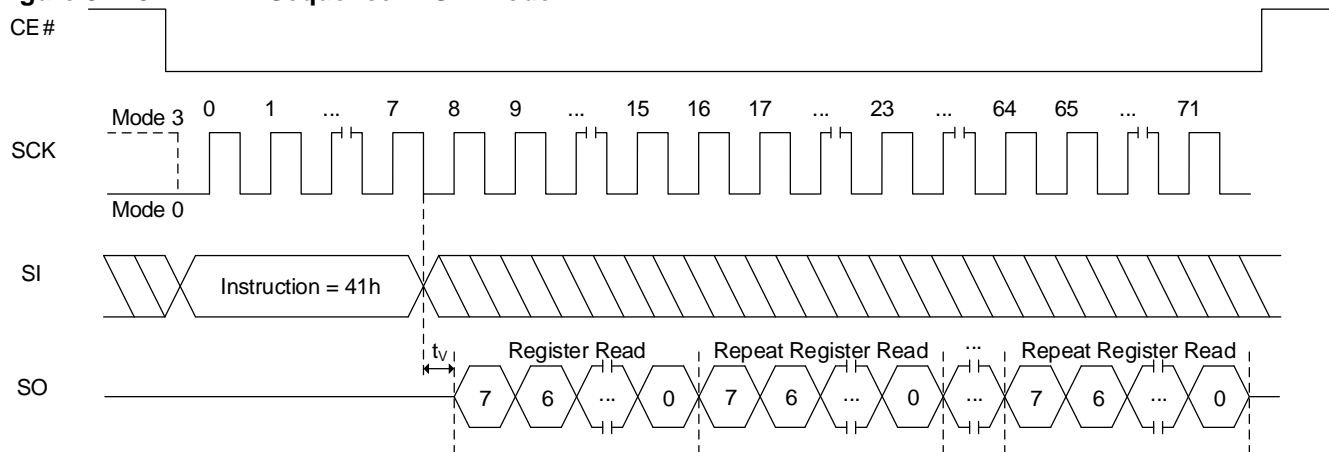 CE#
0 1 ... 7 8 9 ... 15 16 17 ... 23 ... 64 65 ... 71
Mode 3
SCK
Mode 0
SI
Instruction = 41h
tV Register Read Repeat Register Read ... Repeat Register Read
SO
7 6 ... 0 7 6 ... 0 ... 7 6 ... 0